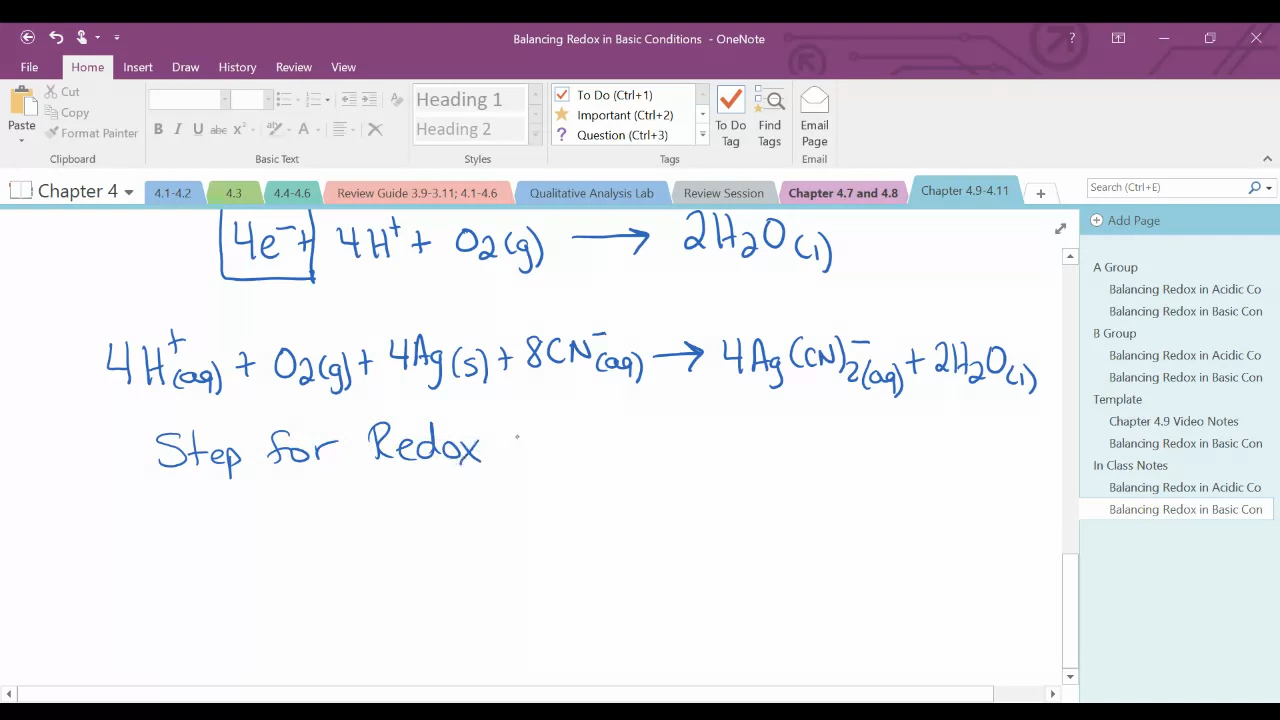 Balancing Redox in Basic Conditions - OneNote
?
File Home Insert Draw History Review View
Paste
Cut
Copy
Format Painter
Clipboard
B I U abc x² A
Basic Text
Heading 1
Heading 2
Styles
To Do (Ctrl+1)
Important (Ctrl+2)
? Question (Ctrl+3)
To Do Tag
Find Tags
Tags
Email Page
Email
Chapter 4
4.1-4.2 4.3 4.4-4.6 Review Guide 3.9-3.11; 4.1-4.6 Qualitative Analysis Lab Review Session Chapter 4.7 and 4.8 Chapter 4.9-4.11 +
Search (Ctrl+E)
4e⁻+ 4H⁺ + O₂(g) → 2H₂O(l)
4H⁺(aq) + O₂(g) + 4Ag(s) + 8CN⁻(aq) → 4Ag(CN)₂⁻(aq) + 2H₂O(l)
Step for Redox
Add Page
A Group
Balancing Redox in Acidic Co
Balancing Redox in Basic Con
B Group
Balancing Redox in Acidic Co
Balancing Redox in Basic Con
Template
Chapter 4.9 Video Notes
Balancing Redox in Basic Con
In Class Notes
Balancing Redox in Acidic Co
Balancing Redox in Basic Con